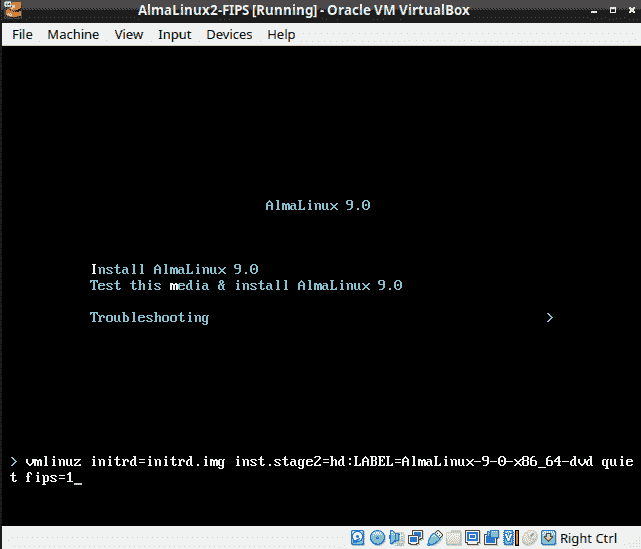 AlmaLinux2-FIPS [Running] - Oracle VM VirtualBox
File Machine View Input Devices Help
AlmaLinux 9.0
Install AlmaLinux 9.0
Test this media & install AlmaLinux 9.0
Troubleshooting >
> vmlinuz initrd=initrd.img inst.stage2=hd:LABEL=AlmaLinux-9-0-x86_64-dvd quie
t fips=1_
Right Ctrl